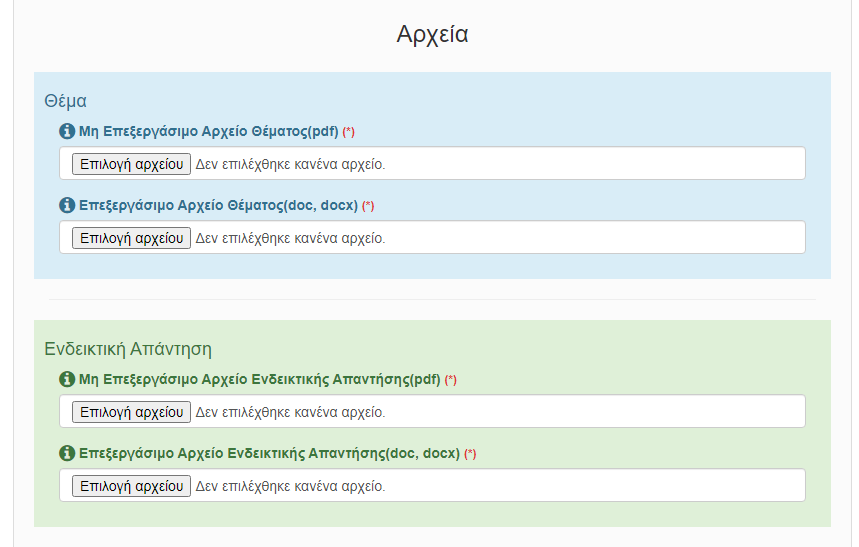 Αρχεία
Θέμα
Μη Επεξεργάσιμο Αρχείο Θέματος(pdf) (*)
Επιλογή αρχείου Δεν επιλέχθηκε κανένα αρχείο.
Επεξεργάσιμο Αρχείο Θέματος(doc, docx) (*)
Επιλογή αρχείου Δεν επιλέχθηκε κανένα αρχείο.
Ενδεικτική Απάντηση
Μη Επεξεργάσιμο Αρχείο Ενδεικτικής Απαντήσης(pdf) (*)
Επιλογή αρχείου Δεν επιλέχθηκε κανένα αρχείο.
Επεξεργάσιμο Αρχείο Ενδεικτικής Απαντήσης(doc, docx) (*)
Επιλογή αρχείου Δεν επιλέχθηκε κανένα αρχείο.